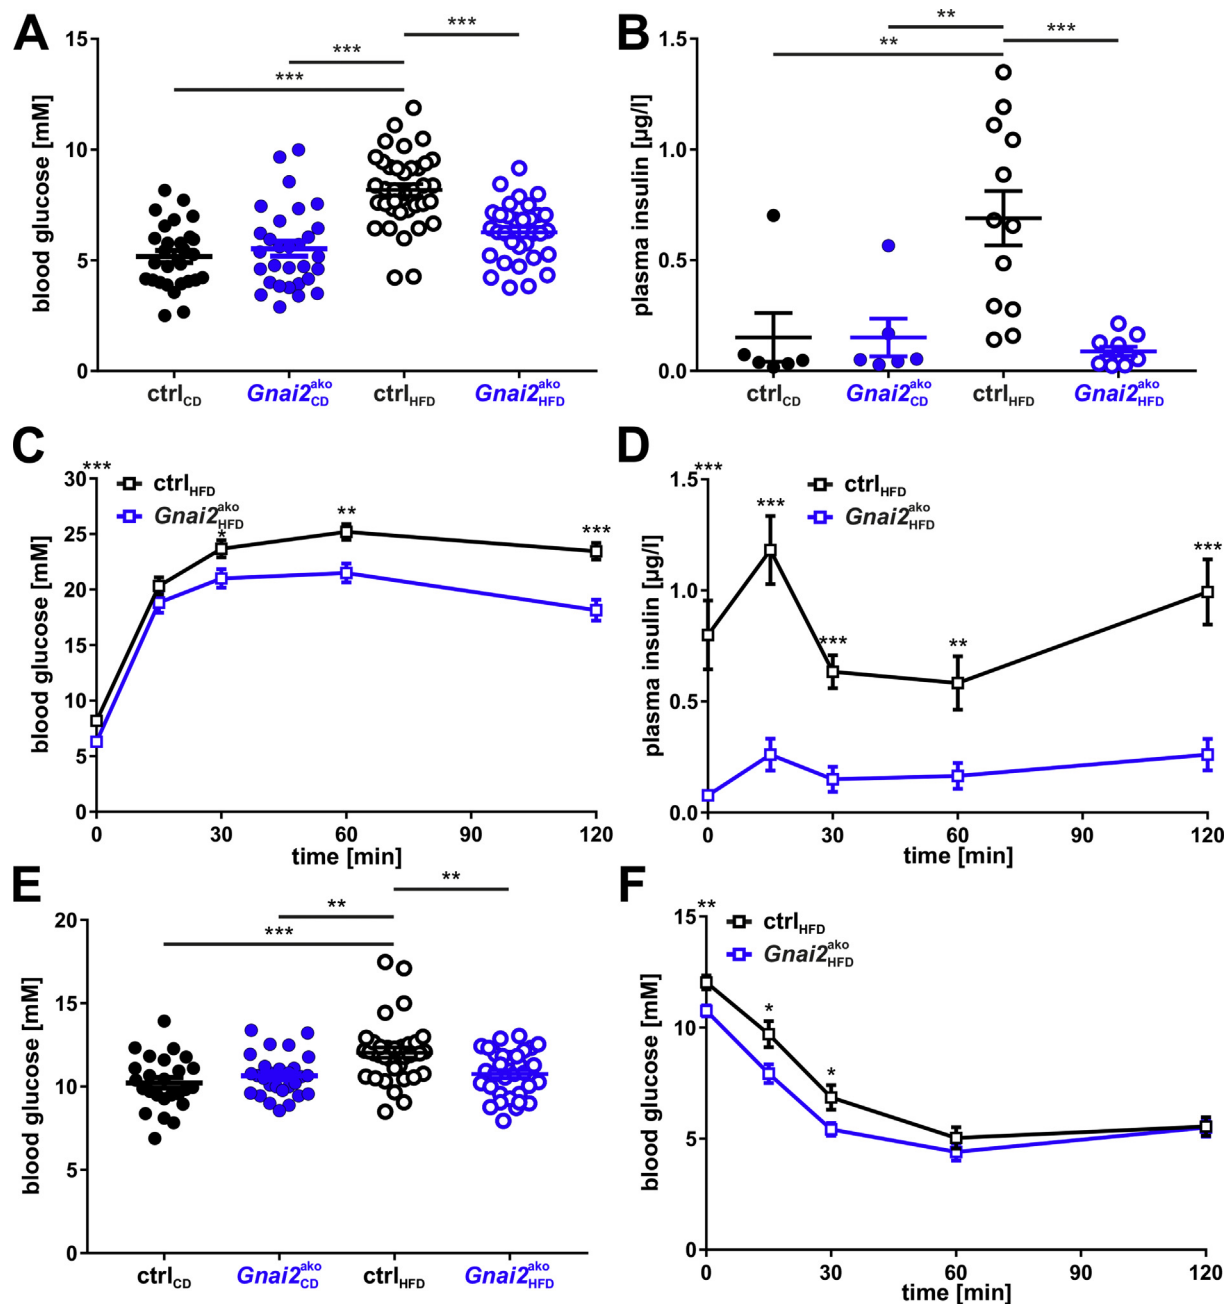 A
blood glucose [mM]
15
10
5
0
***
***
***
ctrlCD
Gnai2akoCD
ctrlHFD
Gnai2akoHFD
B
plasma insulin [µg/l]
1.5
1.0
0.5
0.0
**
**
***
ctrlCD
Gnai2akoCD
ctrlHFD
Gnai2akoHFD
C
blood glucose [mM]
30
25
20
15
10
5
0
***
ctrlHFD
Gnai2akoHFD
*
**
***
0 30 60 90 120
time [min]
D
plasma insulin [µg/l]
1.5
1.0
0.5
0.0
***
***
ctrlHFD
Gnai2akoHFD
***
**
***
0 30 60 90 120
time [min]
E
blood glucose [mM]
20
15
10
5
0
**
**
***
ctrlCD
Gnai2akoCD
ctrlHFD
Gnai2akoHFD
F
blood glucose [mM]
15
10
5
0
**
ctrlHFD
Gnai2akoHFD
*
*
0 30 60 90 120
time [min]